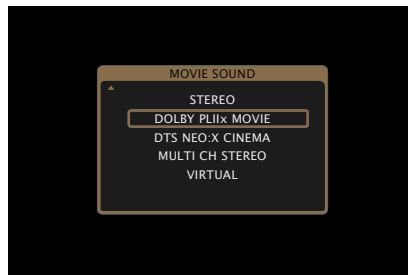 MOVIE SOUND
STEREO
DOLBY PLIIx MOVIE
DTS NEO:X CINEMA
MULTI CH STEREO
VIRTUAL